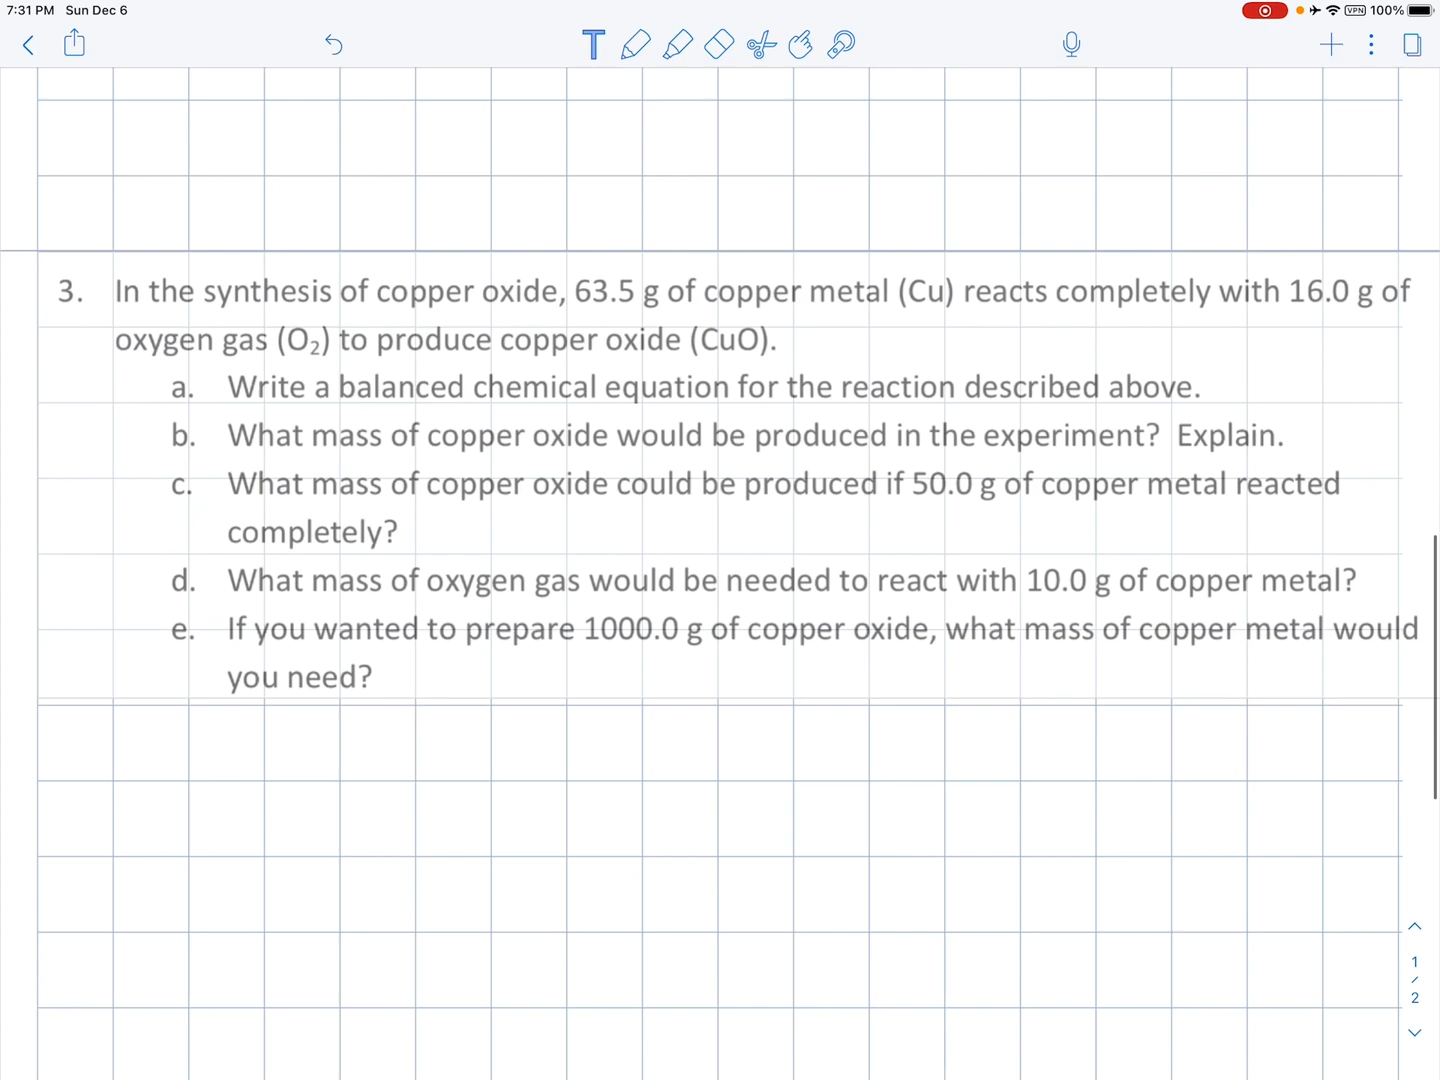 7:31 PM Sun Dec 6
VPN 100%
T
3. In the synthesis of copper oxide, 63.5 g of copper metal (Cu) reacts completely with 16.0 g of
oxygen gas (O₂) to produce copper oxide (CuO).
a. Write a balanced chemical equation for the reaction described above.
b. What mass of copper oxide would be produced in the experiment? Explain.
c. What mass of copper oxide could be produced if 50.0 g of copper metal reacted
completely?
d. What mass of oxygen gas would be needed to react with 10.0 g of copper metal?
e. If you wanted to prepare 1000.0 g of copper oxide, what mass of copper metal would
you need?
1
/
2